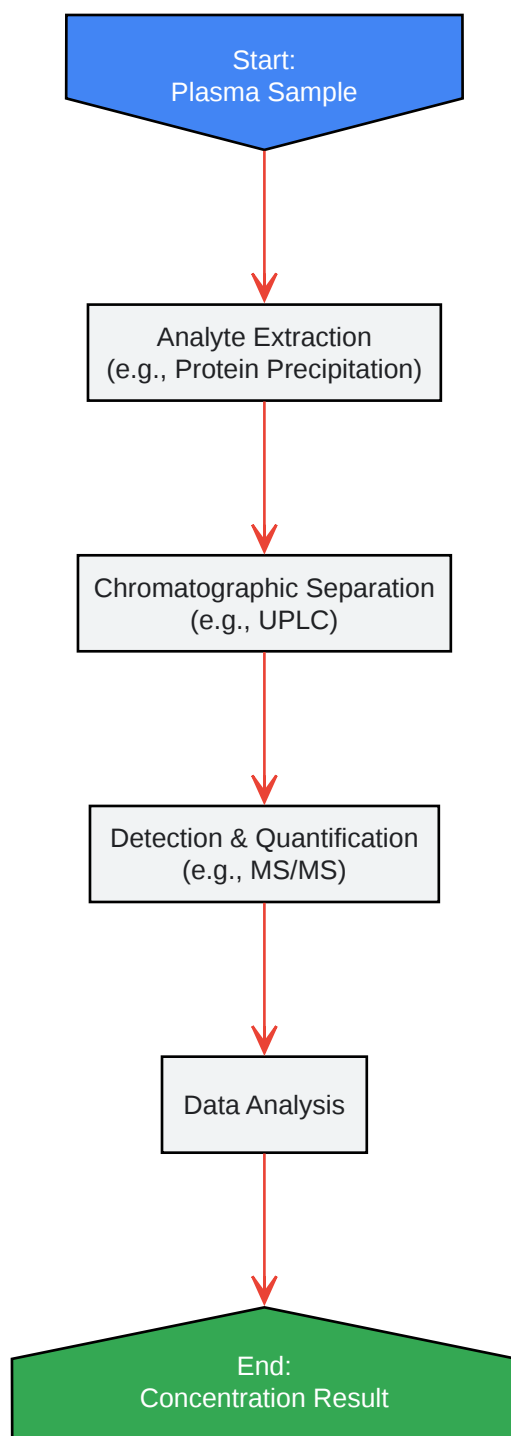 Start:
Plasma Sample
Analyte Extraction
(e.g., Protein Precipitation)
Chromatographic Separation
(e.g., UPLC)
Detection & Quantification
(e.g., MS/MS)
Data Analysis
End:
Concentration Result